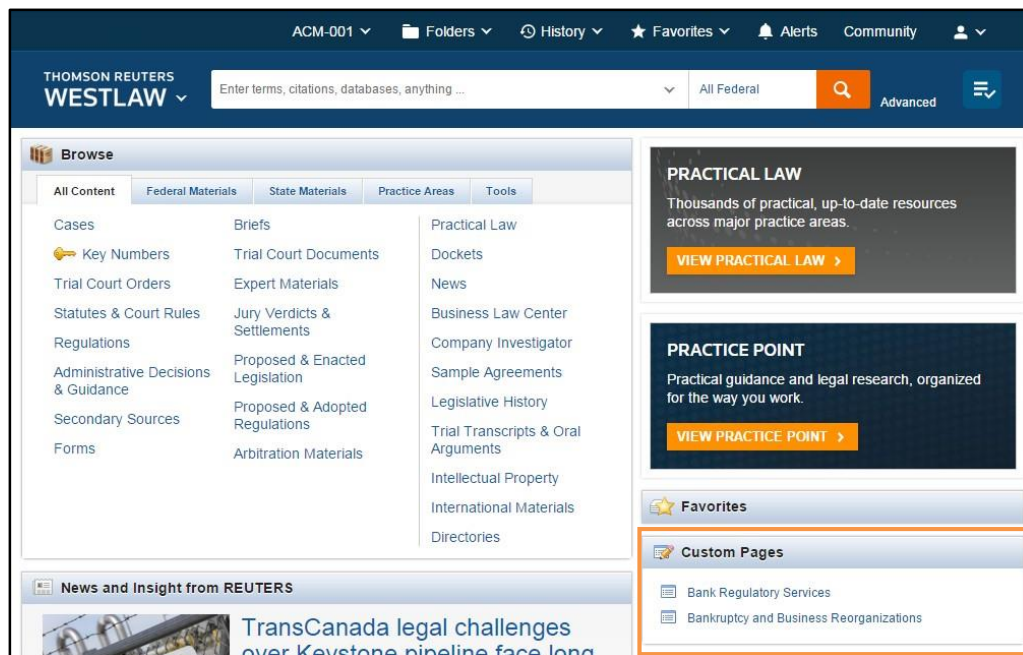 ACM-001 Folders History Favorites Alerts Community
THOMSON REUTERS
WESTLAW
Enter terms, citations, databases, anything ... All Federal Advanced
Browse
All Content Federal Materials State Materials Practice Areas Tools
Cases
Key Numbers
Trial Court Orders
Statutes & Court Rules
Regulations
Administrative Decisions
& Guidance
Secondary Sources
Forms
Briefs
Trial Court Documents
Expert Materials
Jury Verdicts &
Settlements
Proposed & Enacted
Legislation
Proposed & Adopted
Regulations
Arbitration Materials
Practical Law
Dockets
News
Business Law Center
Company Investigator
Sample Agreements
Legislative History
Trial Transcripts & Oral
Arguments
Intellectual Property
International Materials
Directories
PRACTICAL LAW
Thousands of practical, up-to-date resources
across major practice areas.
VIEW PRACTICAL LAW
PRACTICE POINT
Practical guidance and legal research, organized
for the way you work.
VIEW PRACTICE POINT
Favorites
Custom Pages
Bank Regulatory Services
Bankruptcy and Business Reorganizations
News and Insight from REUTERS
TransCanada legal challenges
over Keystone pipeline face long